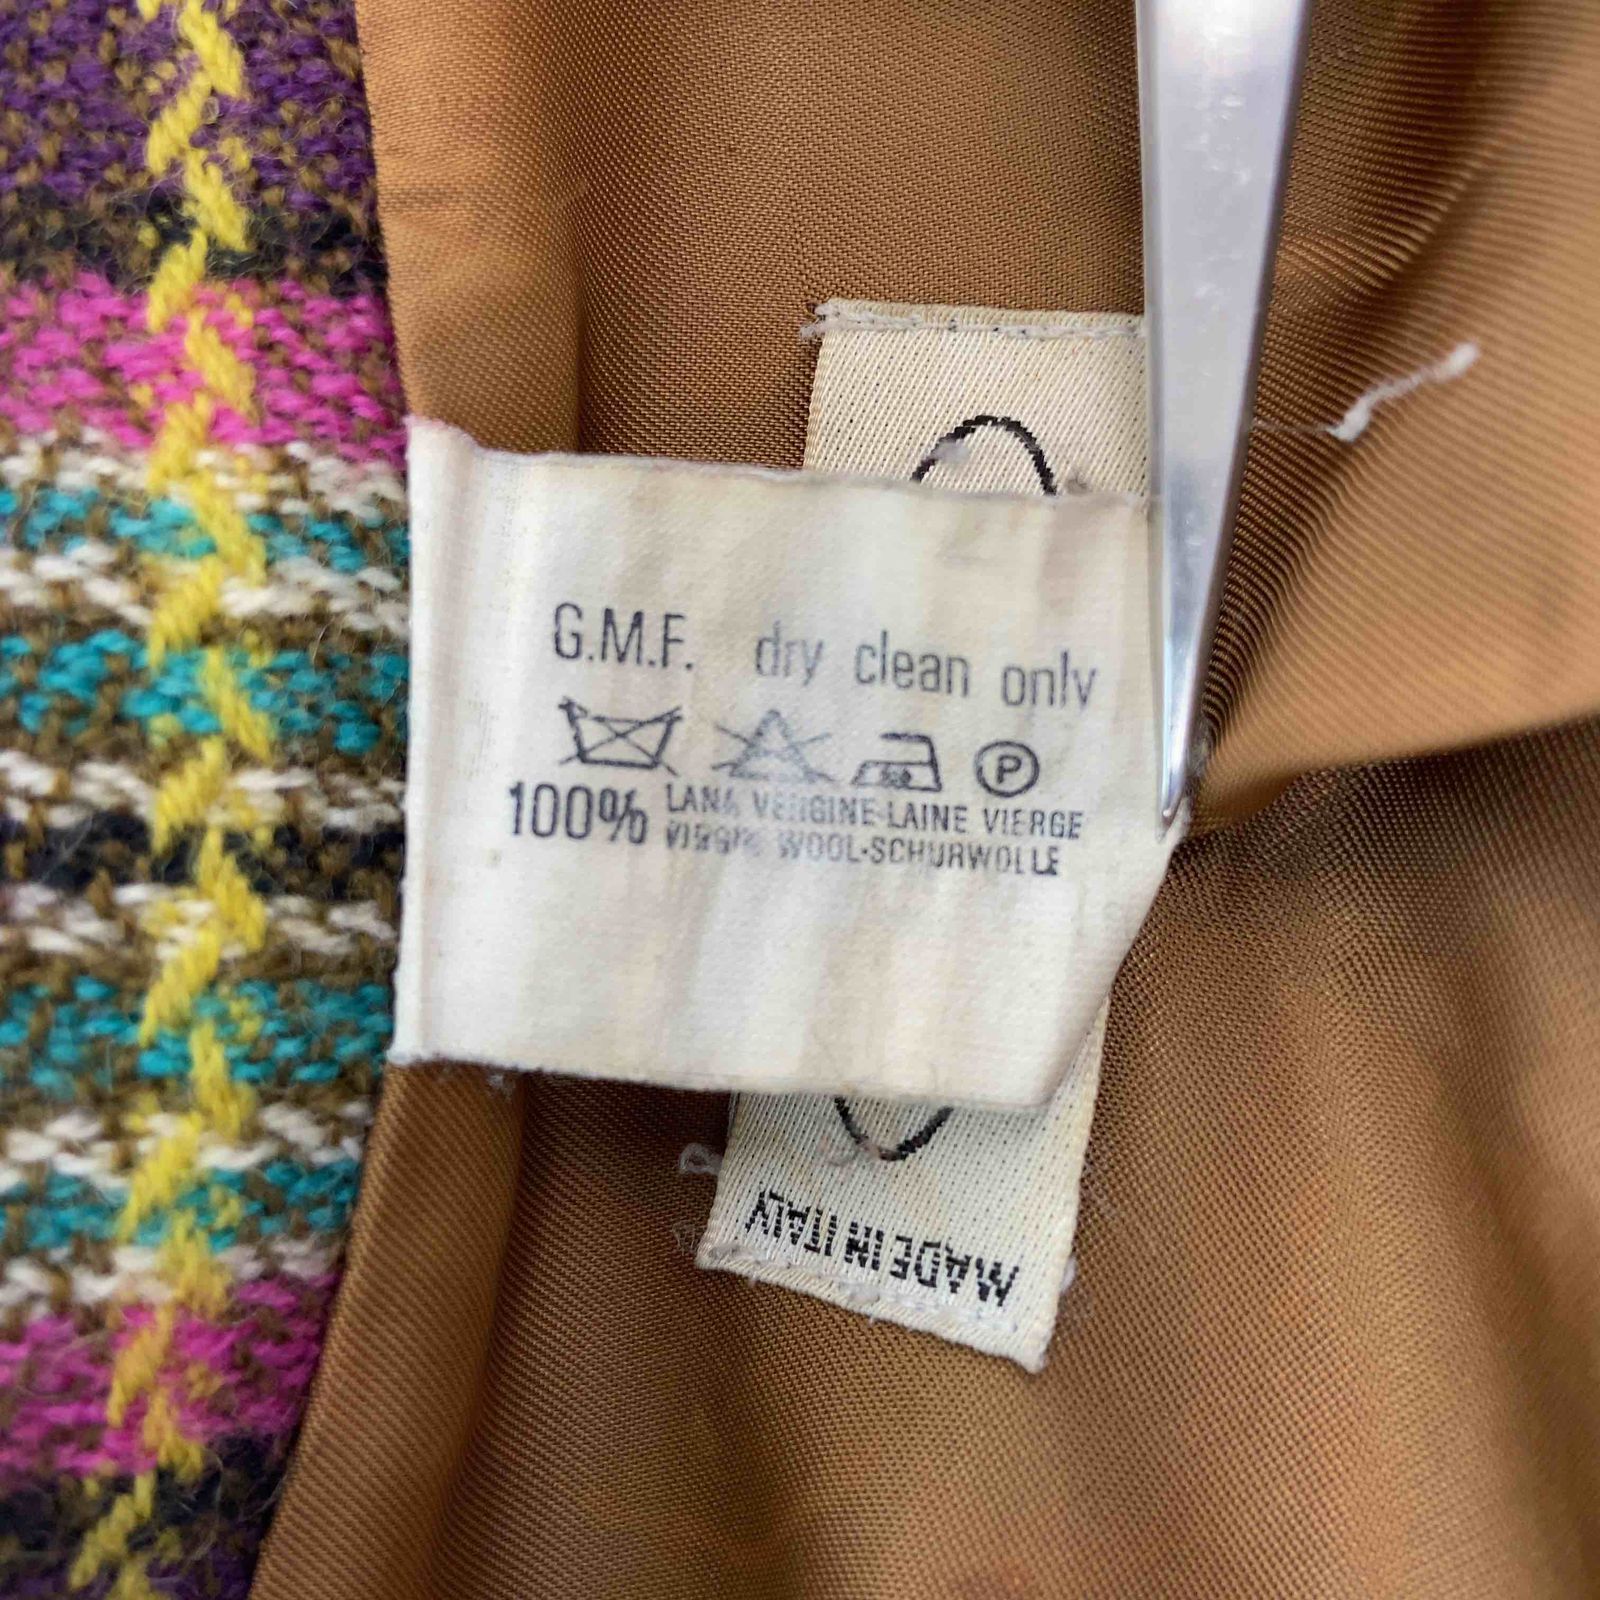 G.M.F. dry clean only
P
100% LANA VERGINE-LAINE VIERGE
VIRGIN WOOL-SCHURWOLLE
MADE IN ITALY